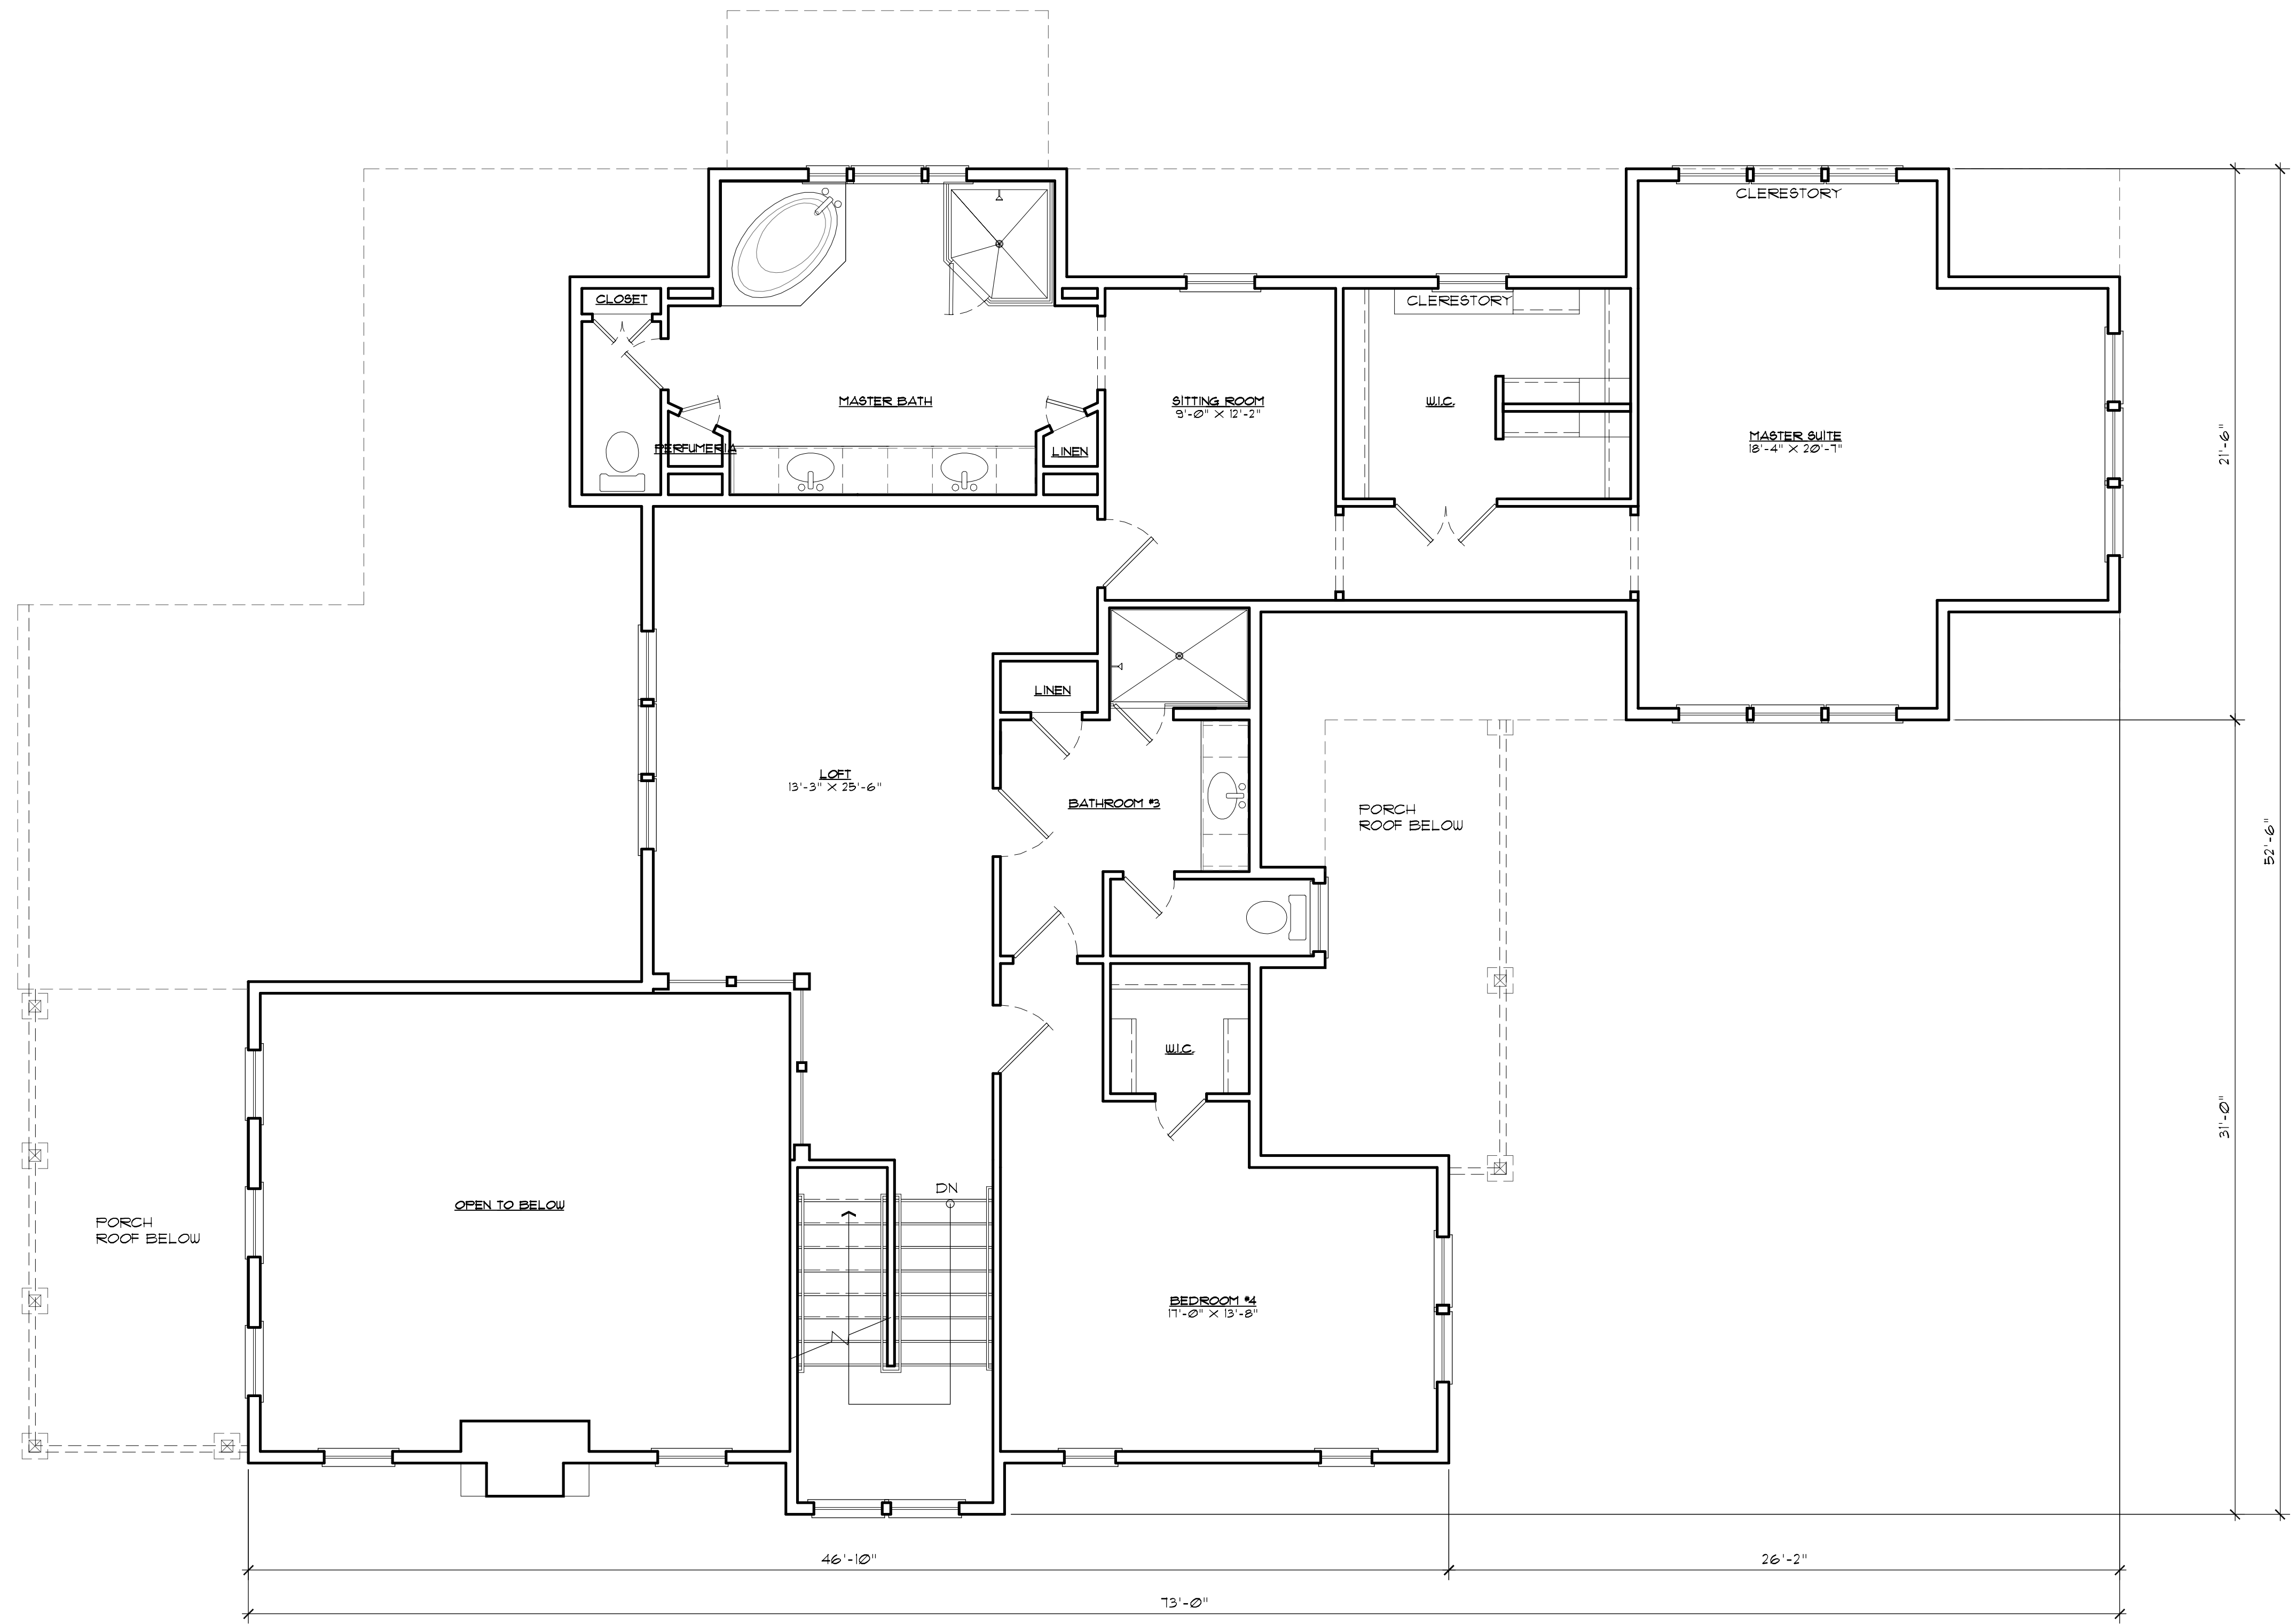 CLERESTORY
CLOSET
CLERESTORY
MASTER BATH
SITTING ROOM
9'-0" X 12'-2"
W.I.C.
MASTER SUITE
18'-4" X 20'-7"
21'-6"
PERFUMERIA
LINEN
LINEN
LOFT
13'-3" X 25'-6"
BATHROOM #3
PORCH
ROOF BELOW
52'-6"
W.I.C.
31'-0"
DN
OPEN TO BELOW
PORCH
ROOF BELOW
BEDROOM #4
17'-0" X 13'-8"
46'-10"
26'-2"
73'-0"